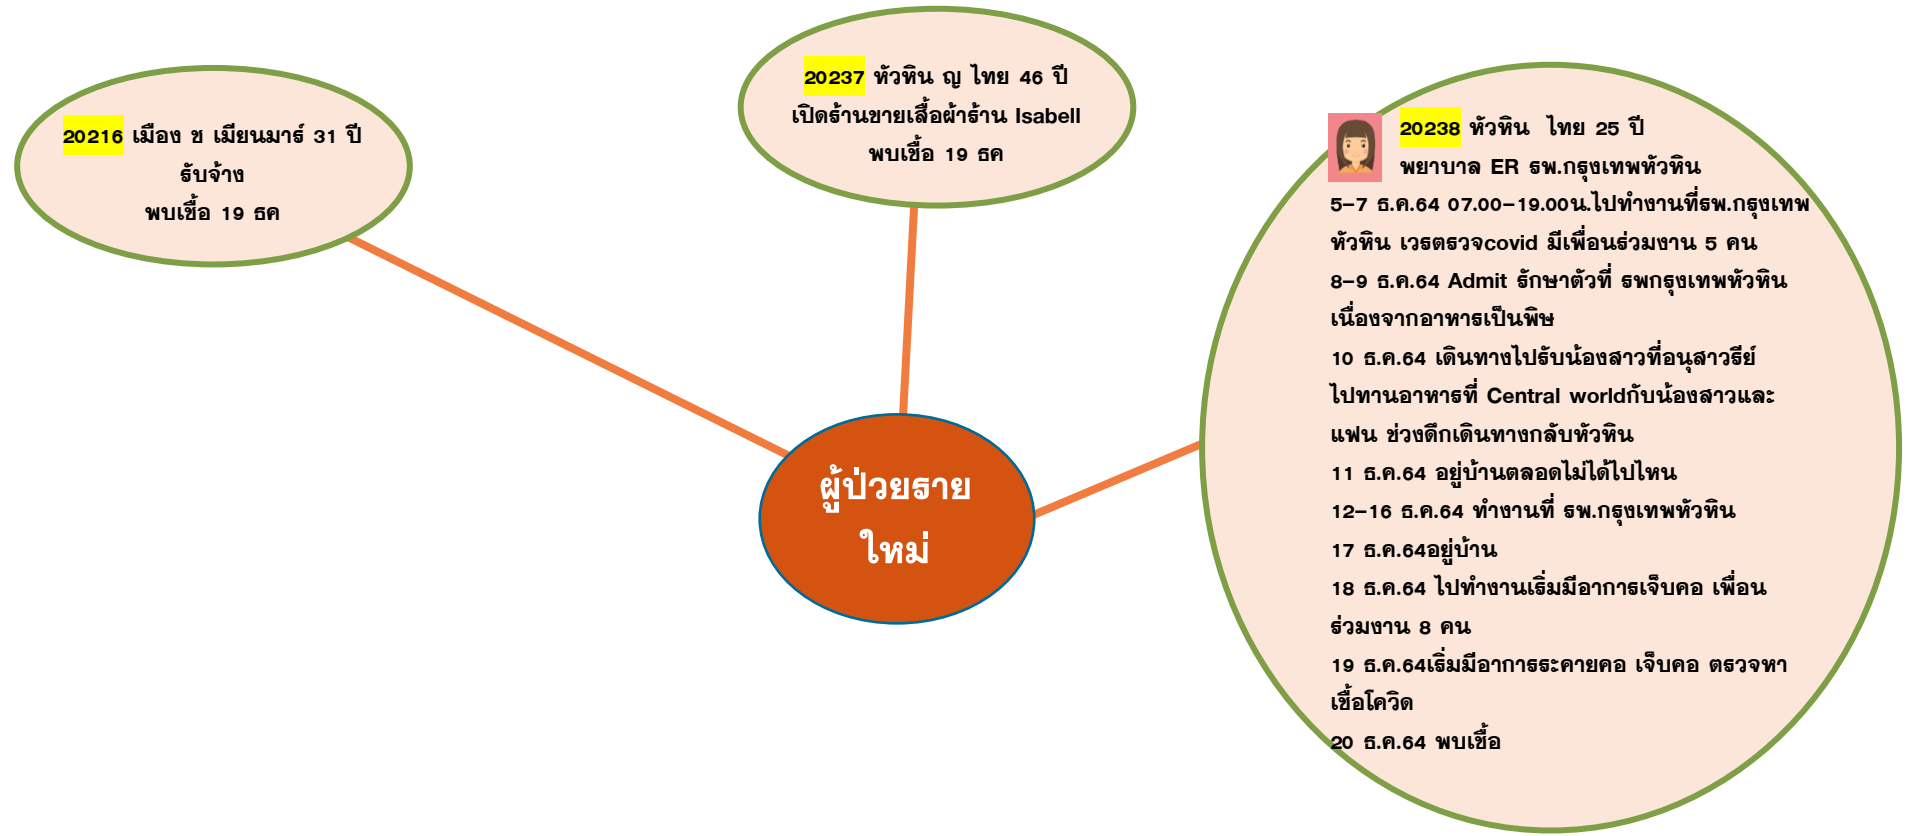 20216 เมือง ช เมียนมาร์ 31 ปี
รับจ้าง
พบเชื้อ 19 ธค
20237 หัวหิน ญ ไทย 46 ปี
เปิดร้านขายเสื้อผ้าร้าน Isabell
พบเชื้อ 19 ธค
20238 หัวหิน ไทย 25 ปี
พยาบาล ER รพ.กรุงเทพหัวหิน
5-7 ธ.ค.64 07.00-19.00น.ไปทำงานที่รพ.กรุงเทพ
หัวหิน เวรตรวจcovid มีเพื่อนร่วมงาน 5 คน
8-9 ธ.ค.64 Admit รักษาตัวที่ รพกรุงเทพหัวหิน
เนื่องจากอาหารเป็นพิษ
10 ธ.ค.64 เดินทางไปรับน้องสาวที่อนุสาวรีย์
ไปทานอาหารที่ Central worldกับน้องสาวและ
แฟน ช่วงดึกเดินทางกลับหัวหิน
11 ธ.ค.64 อยู่บ้านตลอดไม่ได้ไปไหน
12-16 ธ.ค.64 ทำงานที่ รพ.กรุงเทพหัวหิน
17 ธ.ค.64อยู่บ้าน
18 ธ.ค.64 ไปทำงานเริ่มมีอาการเจ็บคอ เพื่อน
ร่วมงาน 8 คน
19 ธ.ค.64เริ่มมีอาการระคายคอ เจ็บคอ ตรวจหา
เชื้อโควิด
20 ธ.ค.64 พบเชื้อ
ผู้ป่วยราย
ใหม่